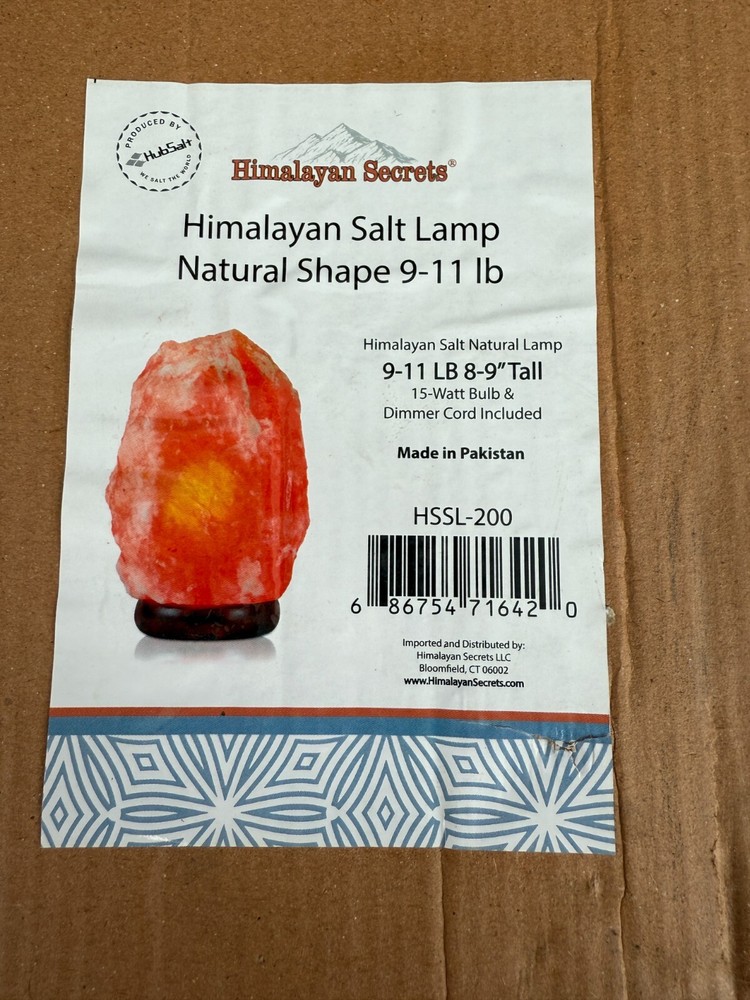 PRODUCED BY
HubSalt
WE SALT THE WORLD
Himalayan Secrets®
Himalayan Salt Lamp
Natural Shape 9-11 lb
Himalayan Salt Natural Lamp
9-11 LB 8-9” Tall
15-Watt Bulb &
Dimmer Cord Included
Made in Pakistan
HSSL-200
6 86754 71642 0
Imported and Distributed by:
Himalayan Secrets LLC
Bloomfield, CT 06002
www.HimalayanSecrets.com